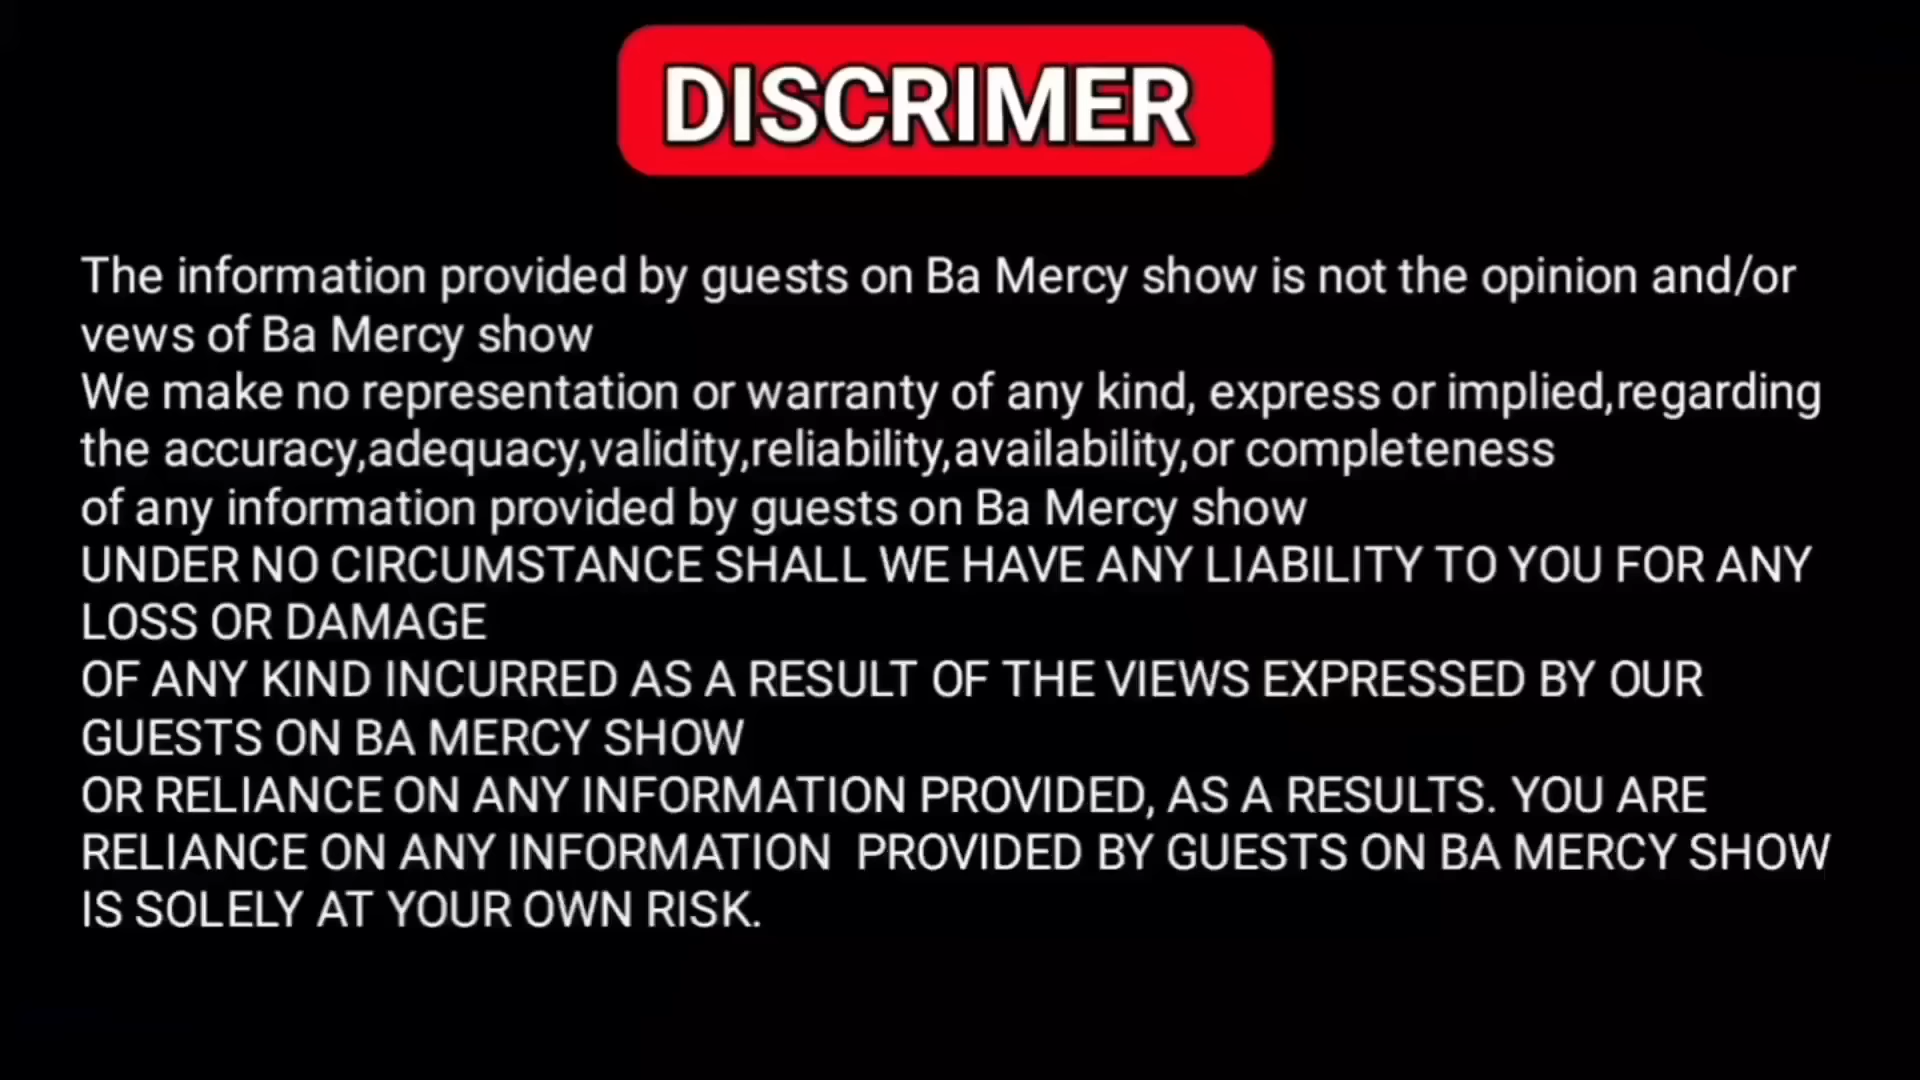 DISCRIMER
The information provided by guests on Ba Mercy show is not the opinion and/or
vews of Ba Mercy show
We make no representation or warranty of any kind, express or implied,regarding
the accuracy,adequacy,validity,reliability,availability,or completeness
of any information provided by guests on Ba Mercy show
UNDER NO CIRCUMSTANCE SHALL WE HAVE ANY LIABILITY TO YOU FOR ANY
LOSS OR DAMAGE
OF ANY KIND INCURRED AS A RESULT OF THE VIEWS EXPRESSED BY OUR
GUESTS ON BA MERCY SHOW
OR RELIANCE ON ANY INFORMATION PROVIDED, AS A RESULTS. YOU ARE
RELIANCE ON ANY INFORMATION  PROVIDED BY GUESTS ON BA MERCY SHOW
IS SOLELY AT YOUR OWN RISK.